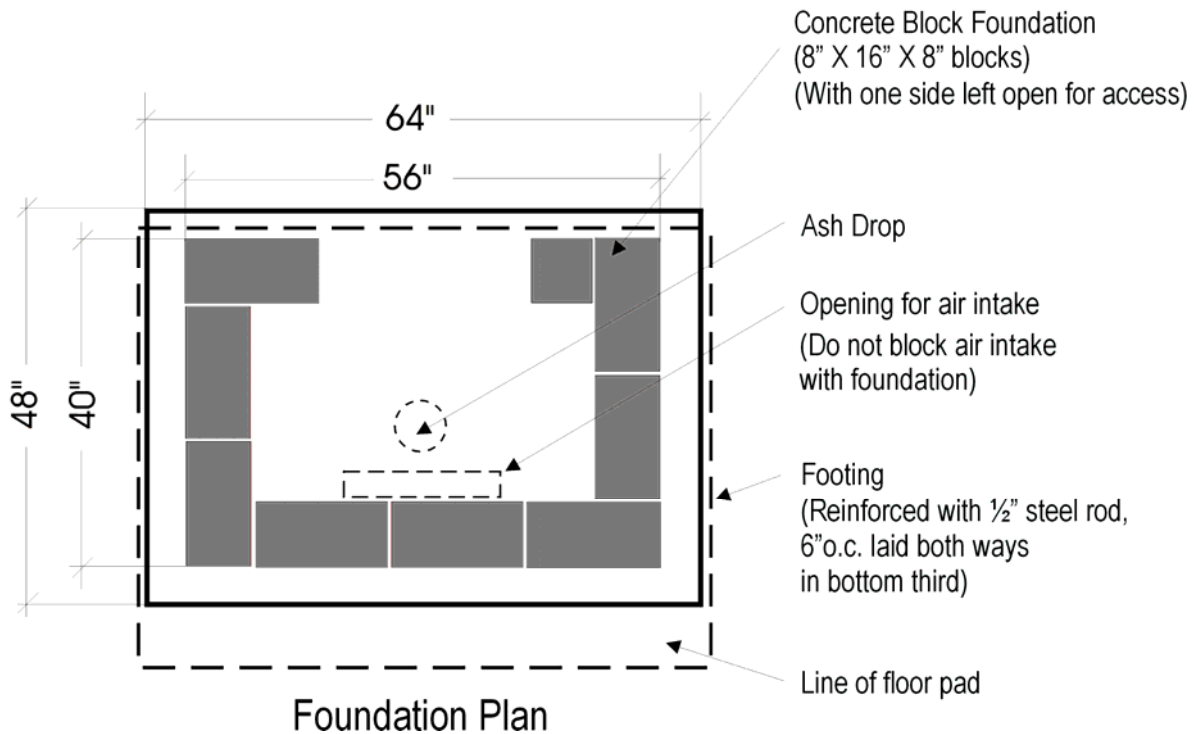 Concrete Block Foundation
(8” X 16” X 8” blocks)
(With one side left open for access)
64"
56"
Ash Drop
Opening for air intake
(Do not block air intake
with foundation)
48"
40"
Footing
(Reinforced with ½” steel rod,
6”o.c. laid both ways
in bottom third)
Line of floor pad
Foundation Plan